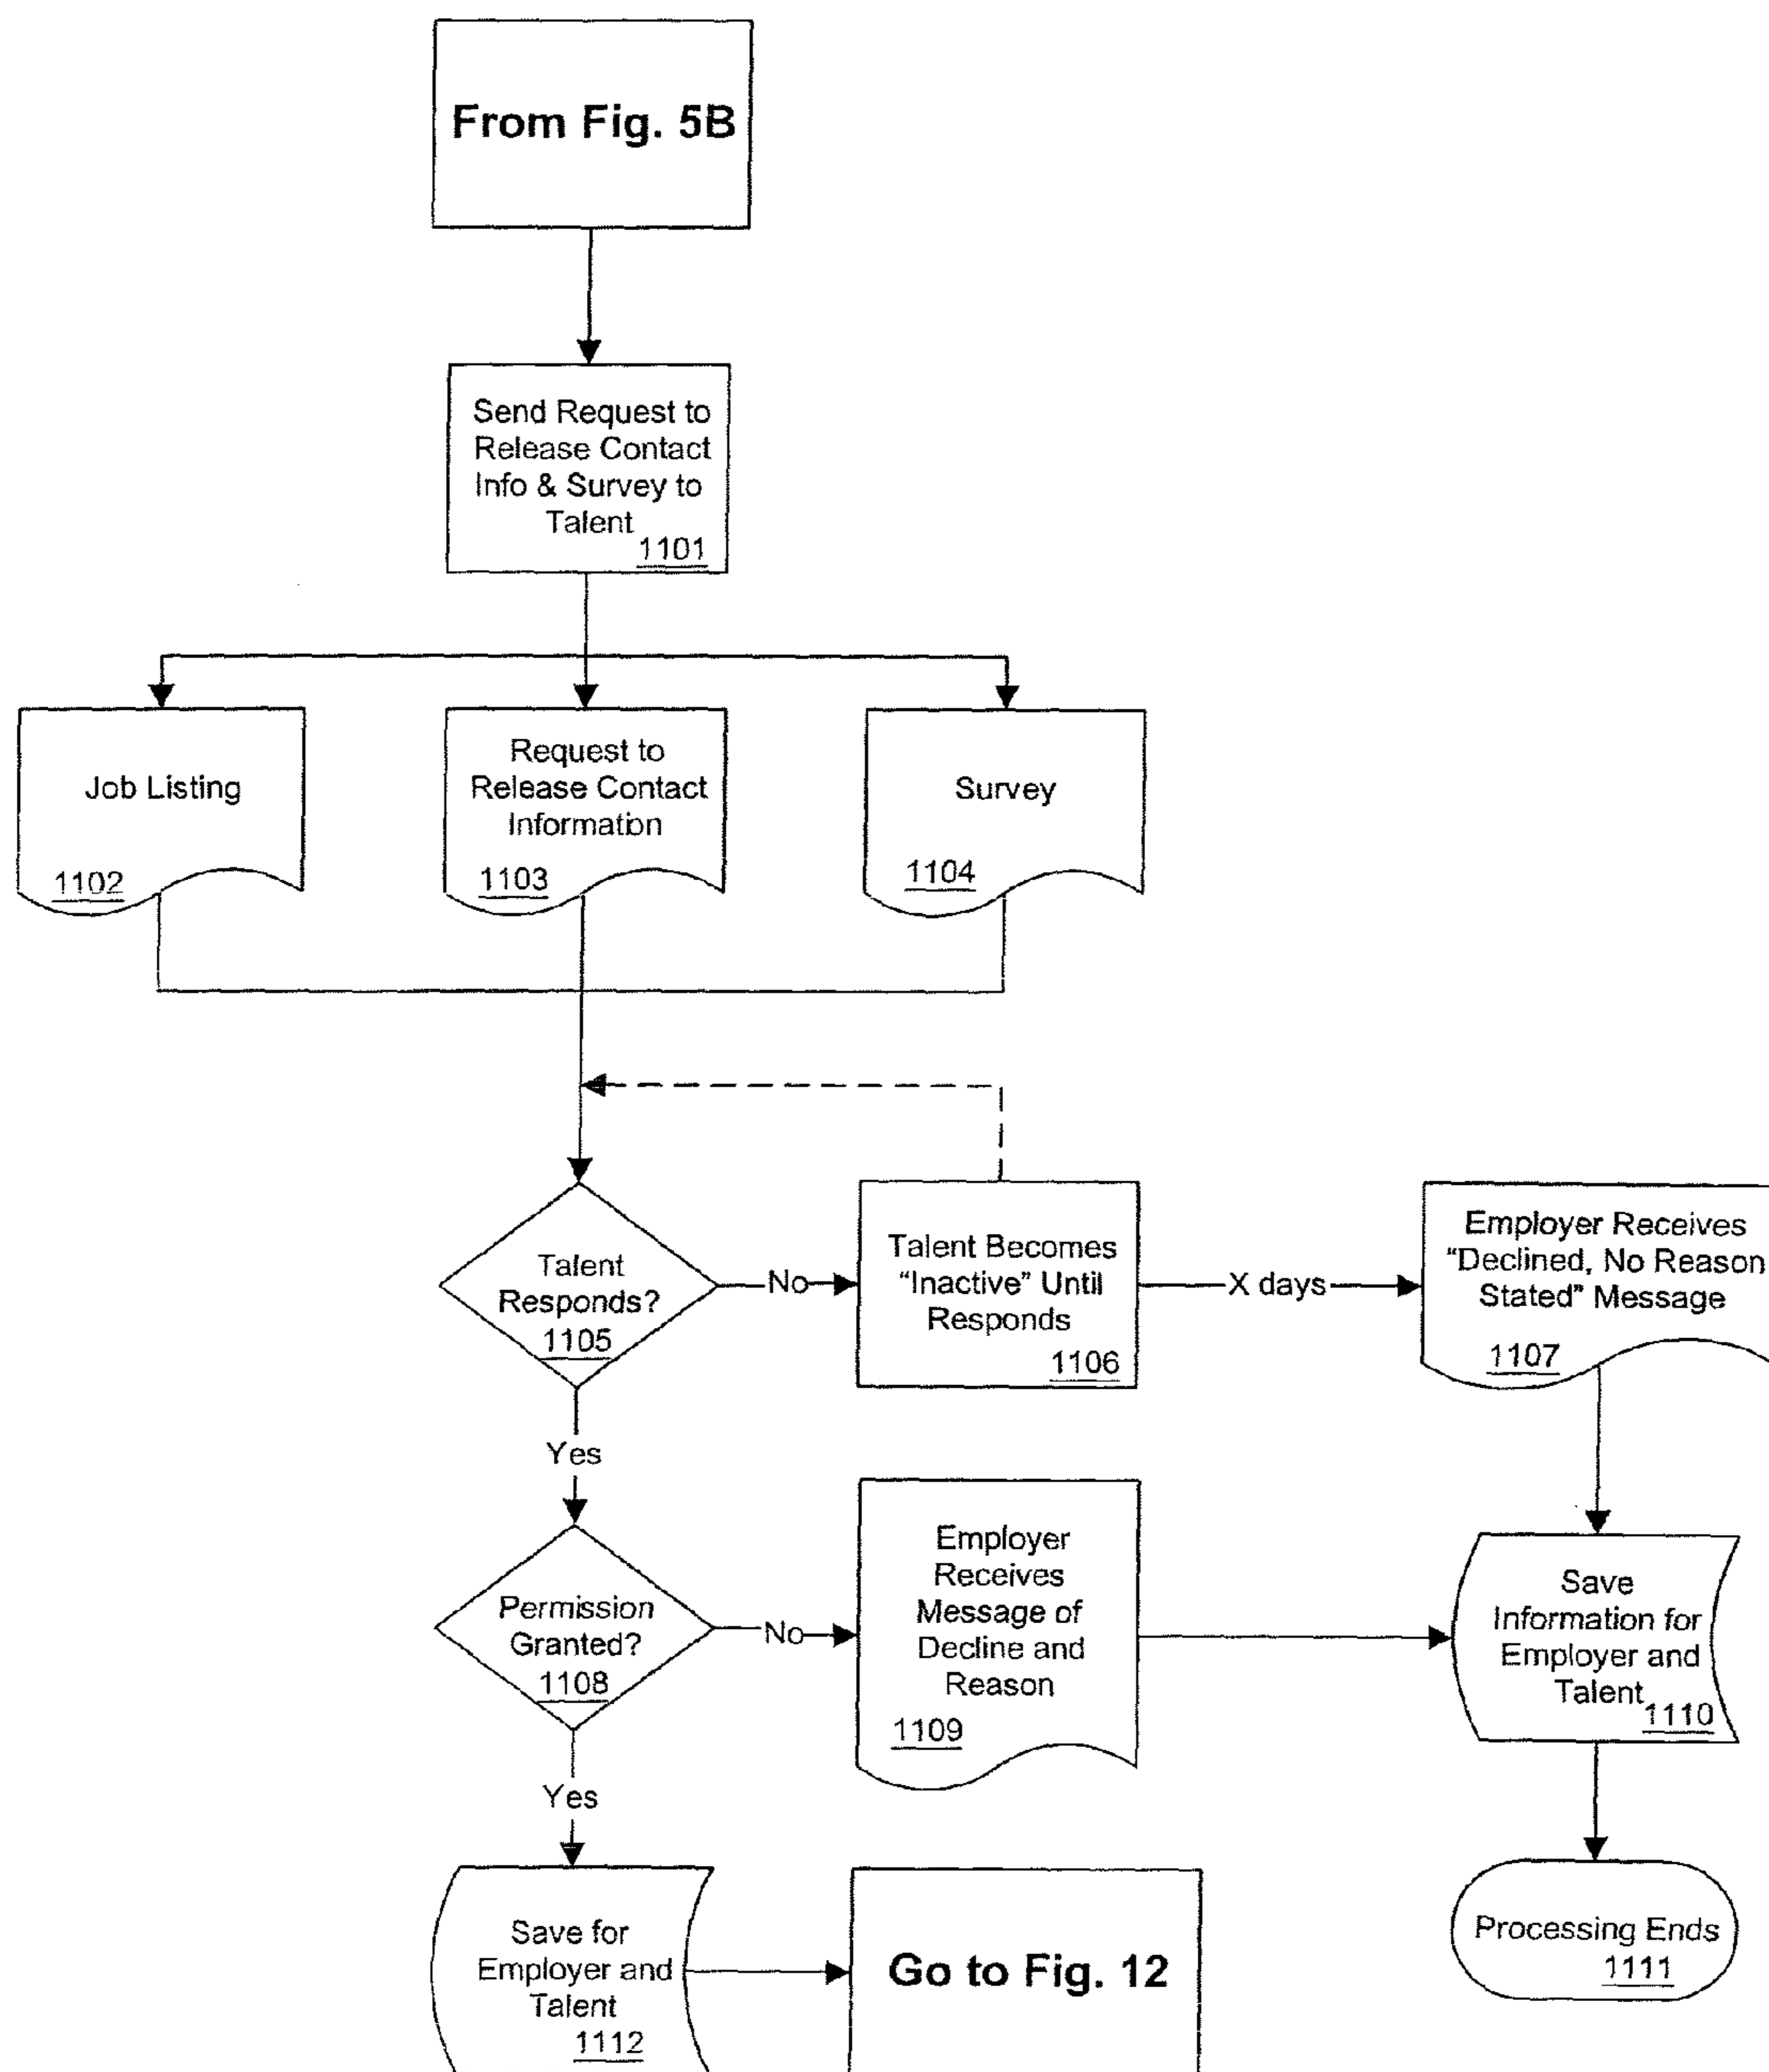 From Fig. 5B
Send Request to
Release Contact
Info & Survey to
Talent
1101
Job Listing
1102
Request to
Release Contact
Information
1103
Survey
1104
Talent
Responds?
1105
No
Talent Becomes
“Inactive” Until
Responds
1106
X days
Employer Receives
“Declined, No Reason
Stated” Message
1107
Yes
Permission
Granted?
1108
No
Employer
Receives
Message of
Decline and
Reason
1109
Save
Information for
Employer and
Talent
1110
Yes
Save for
Employer and
Talent
1112
Go to Fig. 12
Processing Ends
1111